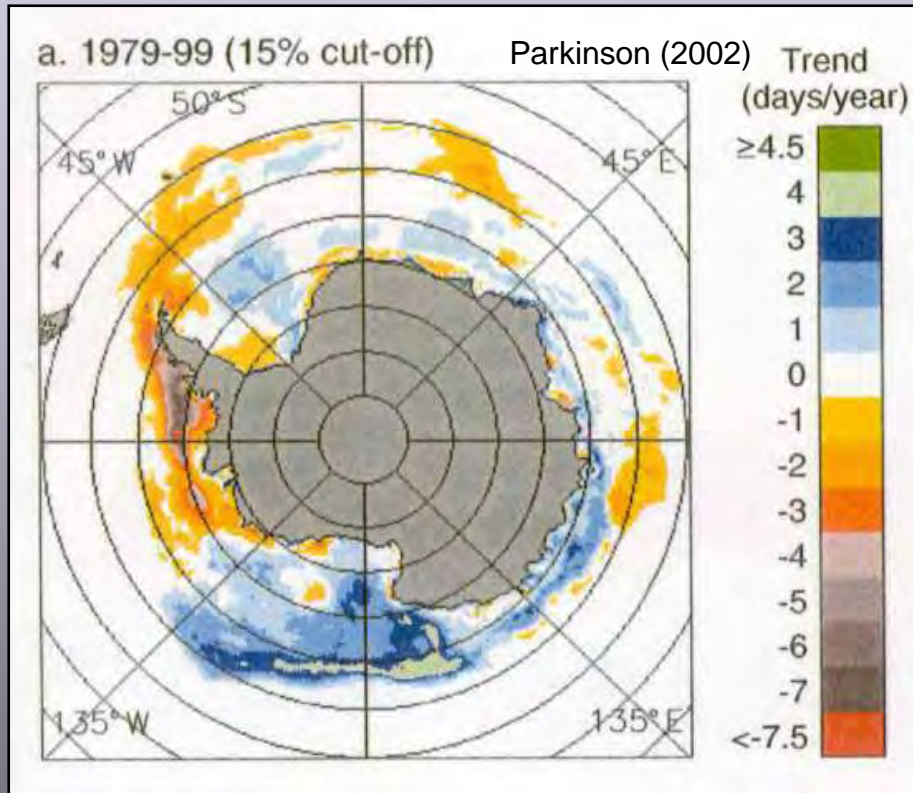 a. 1979-99 (15% cut-off)
Parkinson (2002)
Trend
(days/year)
50°S
45°W
45°E
135°W
135°E
≥4.5
4
3
2
1
0
-1
-2
-3
-4
-5
-6
-7
<-7.5